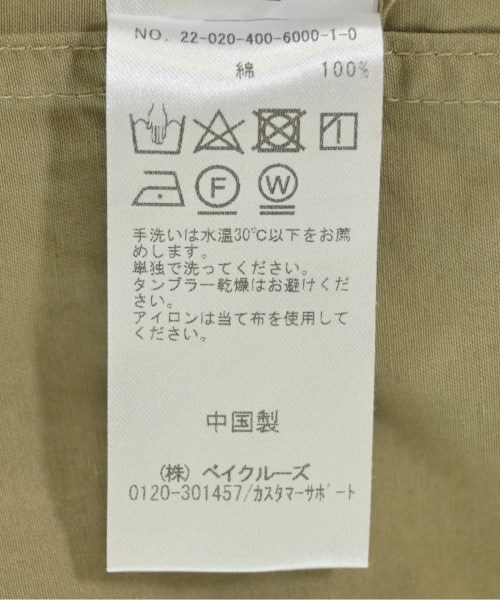 NO. 22-020-400-6000-1-0
綿 100%
F W
手洗いは水温30℃以下をお薦
めします。
単独で洗ってください。
タンブラー乾燥はお避けくだ
さい。
アイロンは当て布を使用して
ください。
中国製
(株) ベイクルーズ
0120-301457/カスタマーサポート